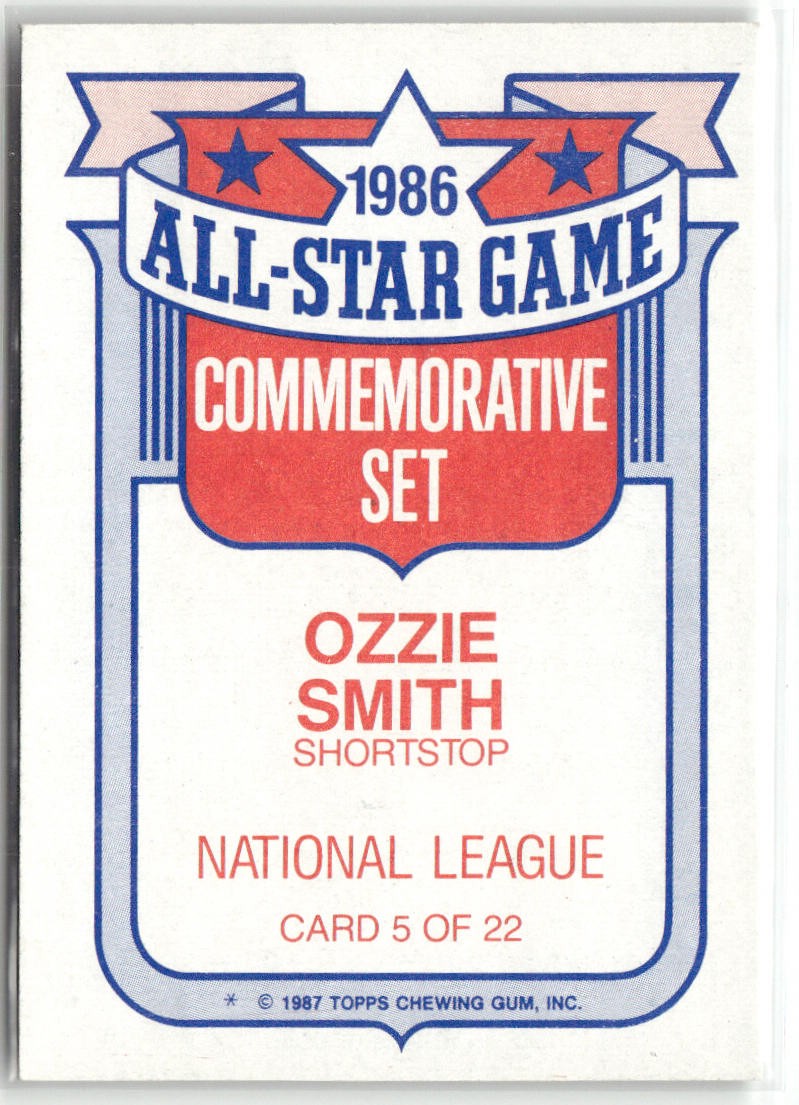 1986
ALL-STAR GAME
COMMEMORATIVE
SET
OZZIE
SMITH
SHORTSTOP
NATIONAL LEAGUE
CARD 5 OF 22
* © 1987 TOPPS CHEWING GUM, INC.